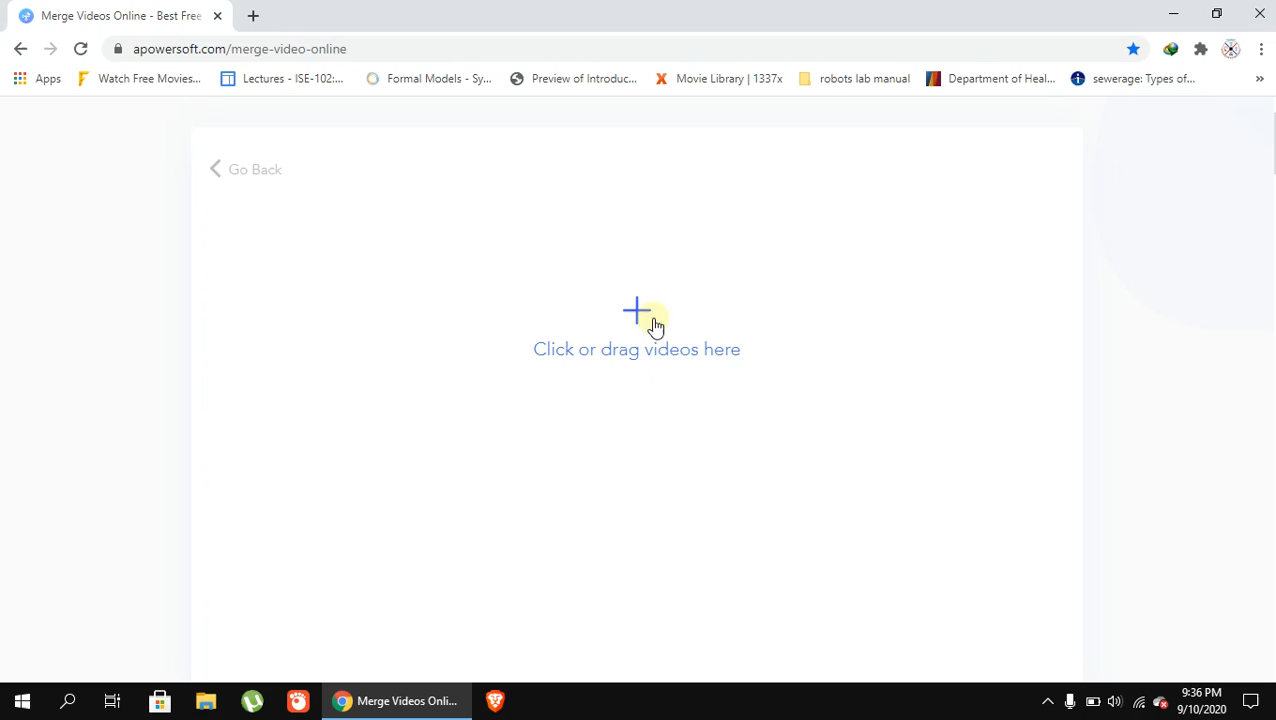 Merge Videos Online - Best Free
apowersoft.com/merge-video-online
Apps
Watch Free Movies...
Lectures - ISE-102:...
Formal Models - Sy...
Preview of Introduc...
Movie Library | 1337x
robots lab manual
Department of Heal...
sewerage: Types of...
»
Go Back
Click or drag videos here
Merge Videos Onli...
9:36 PM
9/10/2020